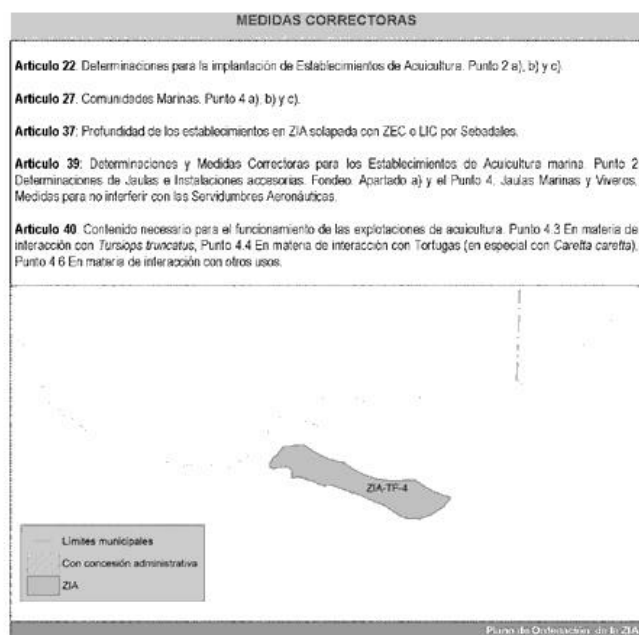 MEDIDAS CORRECTORAS
Artículo 22. Determinaciones para la implantación de Establecimientos de Acuicultura. Punto 2 a), b) y c).
Artículo 27. Comunidades Marinas. Punto 4 a), b) y c).
Artículo 37: Profundidad de los establecimientos en ZIA solapada con ZEC o LIC por Sebadales.
Artículo 39: Determinaciones y Medidas Correctoras para los Establecimientos de Acuicultura marina. Punto 2
Determinaciones de Jaulas e Instalaciones accesorias. Fondeo. Apartado a) y el Punto 4, Jaulas Marinas y Viveros.
Medidas para no interferir con las Servidumbres Aeronáuticas.
Artículo 40. Contenido necesario para el funcionamiento de las explotaciones de acuicultura. Punto 4.3 En materia de
interacción con Tursiops truncatus, Punto 4.4 En materia de interacción con Tortugas (en especial con Caretta caretta),
Punto 4.6 En materia de interacción con otros usos.
ZIA-TF-4
Límites municipales
Con concesión administrativa
ZIA
Plano de Ordenación de la ZIA